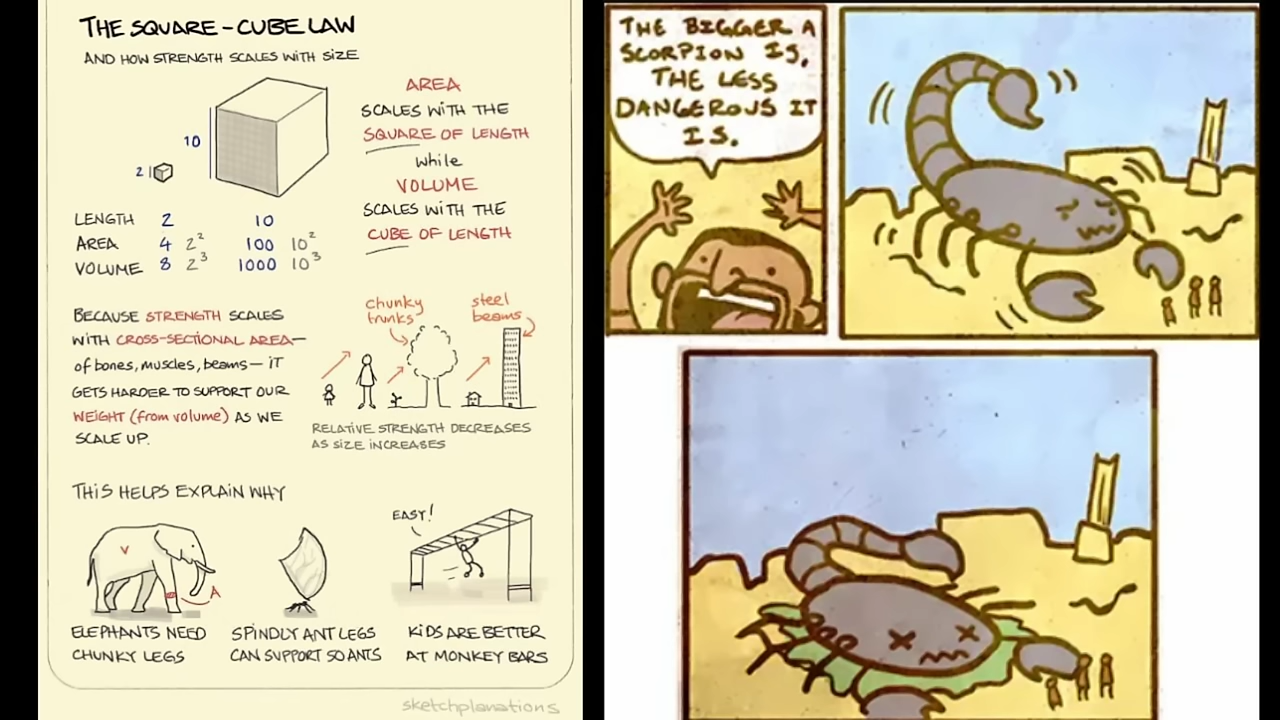 THE SQUARE-CUBE LAW
AND HOW STRENGTH SCALES WITH SIZE
10
2
AREA
SCALES WITH THE
SQUARE OF LENGTH
while
VOLUME
SCALES WITH THE
CUBE OF LENGTH
LENGTH 2 10
AREA 4 2² 100 10²
VOLUME 8 2³ 1000 10³
BECAUSE STRENGTH SCALES
WITH CROSS-SECTIONAL AREA—
of bones, muscles, beams— IT
GETS HARDER TO SUPPORT OUR
WEIGHT (from volume) AS WE
SCALE UP.
chunky
trunks
steel
beams
RELATIVE STRENGTH DECREASES
AS SIZE INCREASES
THIS HELPS EXPLAIN WHY
V
A
ELEPHANTS NEED
CHUNKY LEGS
SPINDLY ANT LEGS
CAN SUPPORT 50 ANTS
EASY!
KIDS ARE BETTER
AT MONKEY BARS
sketchplanations
THE BIGGER A
SCORPION IS,
THE LESS
DANGEROUS IT
IS.